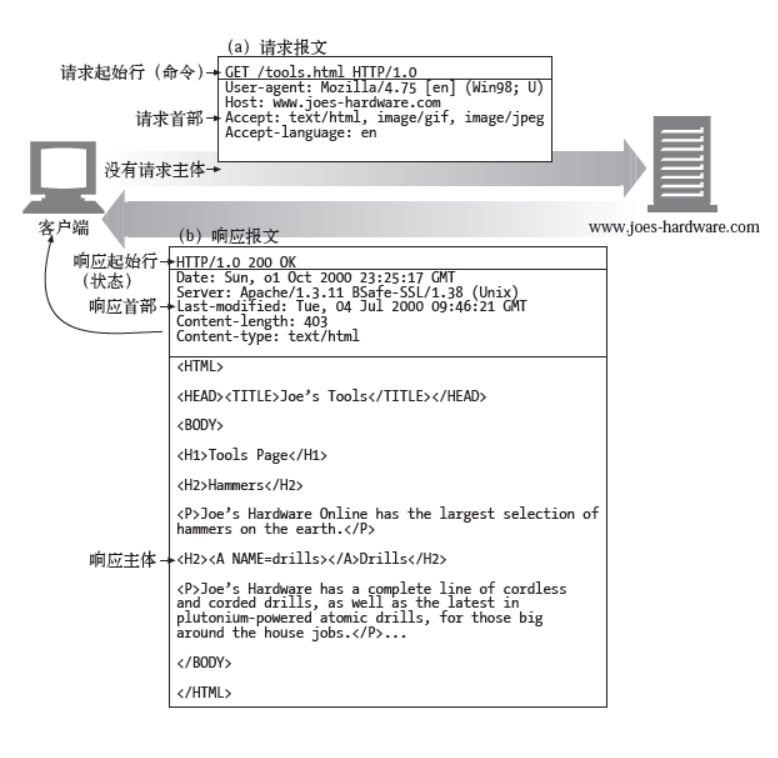 (a) 请求报文
请求起始行 (命令)
GET /tools.html HTTP/1.0
User-agent: Mozilla/4.75 [en] (Win98; U)
Host: www.joes-hardware.com
请求首部
Accept: text/html, image/gif, image/jpeg
Accept-language: en
没有请求主体
客户端
www.joes-hardware.com
(b) 响应报文
响应起始行
(状态)
HTTP/1.0 200 OK
Date: Sun, o1 Oct 2000 23:25:17 GMT
Server: Apache/1.3.11 BSafe-SSL/1.38 (Unix)
响应首部
Last-modified: Tue, 04 Jul 2000 09:46:21 GMT
Content-length: 403
Content-type: text/html
<HTML>
<HEAD><TITLE>Joe's Tools</TITLE></HEAD>
<BODY>
<H1>Tools Page</H1>
<H2>Hammers</H2>
<P>Joe's Hardware Online has the largest selection of
hammers on the earth.</P>
响应主体
<H2><A NAME=drills></A>Drills</H2>
<P>Joe's Hardware has a complete line of cordless
and corded drills, as well as the latest in
plutonium-powered atomic drills, for those big
around the house jobs.</P>...
</BODY>
</HTML>